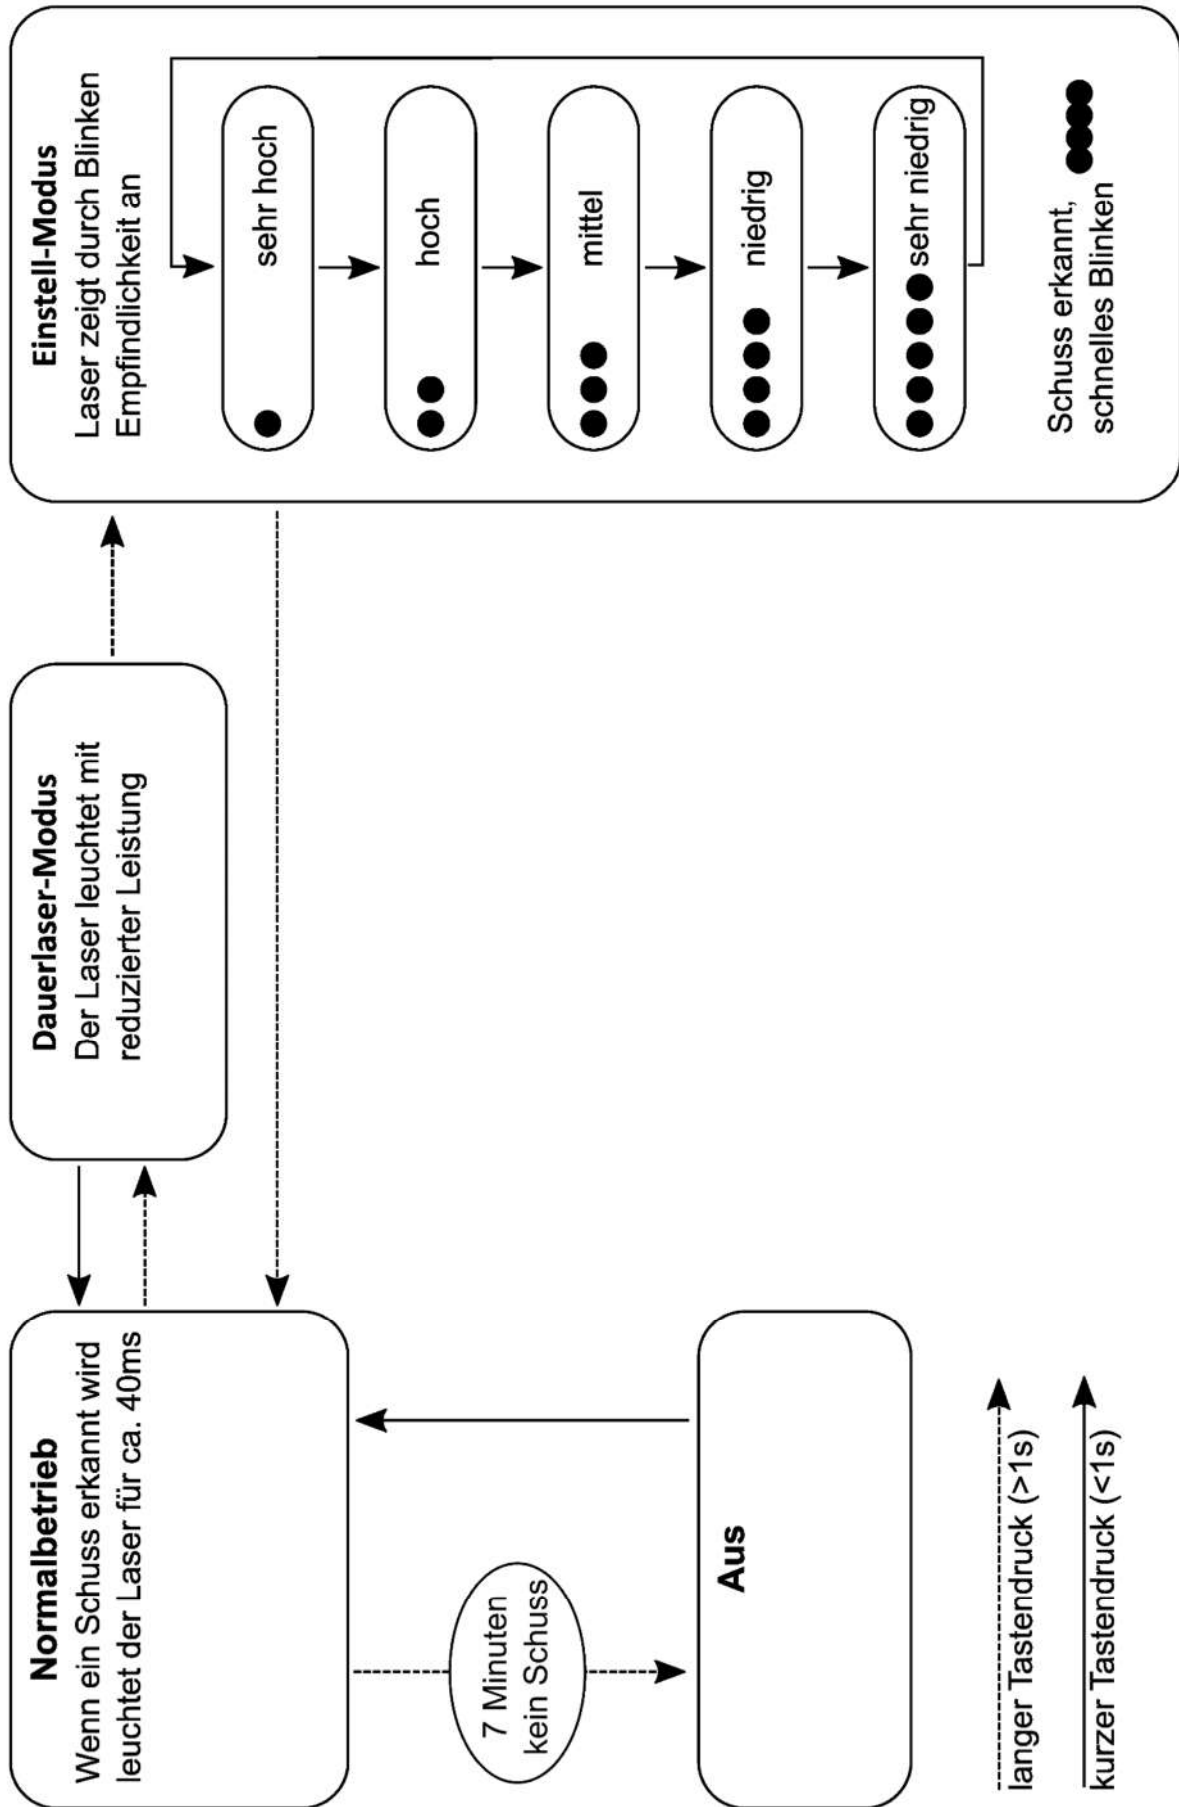 Normalbetrieb
Wenn ein Schuss erkannt wird
leuchtet der Laser für ca. 40ms
7 Minuten
kein Schuss
Aus
langer Tastendruck (>1s)
kurzer Tastendruck (<1s)
Dauerlaser-Modus
Der Laser leuchtet mit
reduzierter Leistung
Einstell-Modus
Laser zeigt durch Blinken
Empfindlichkeit an
sehr hoch
hoch
mittel
niedrig
sehr niedrig
Schuss erkannt,
schnelles Blinken